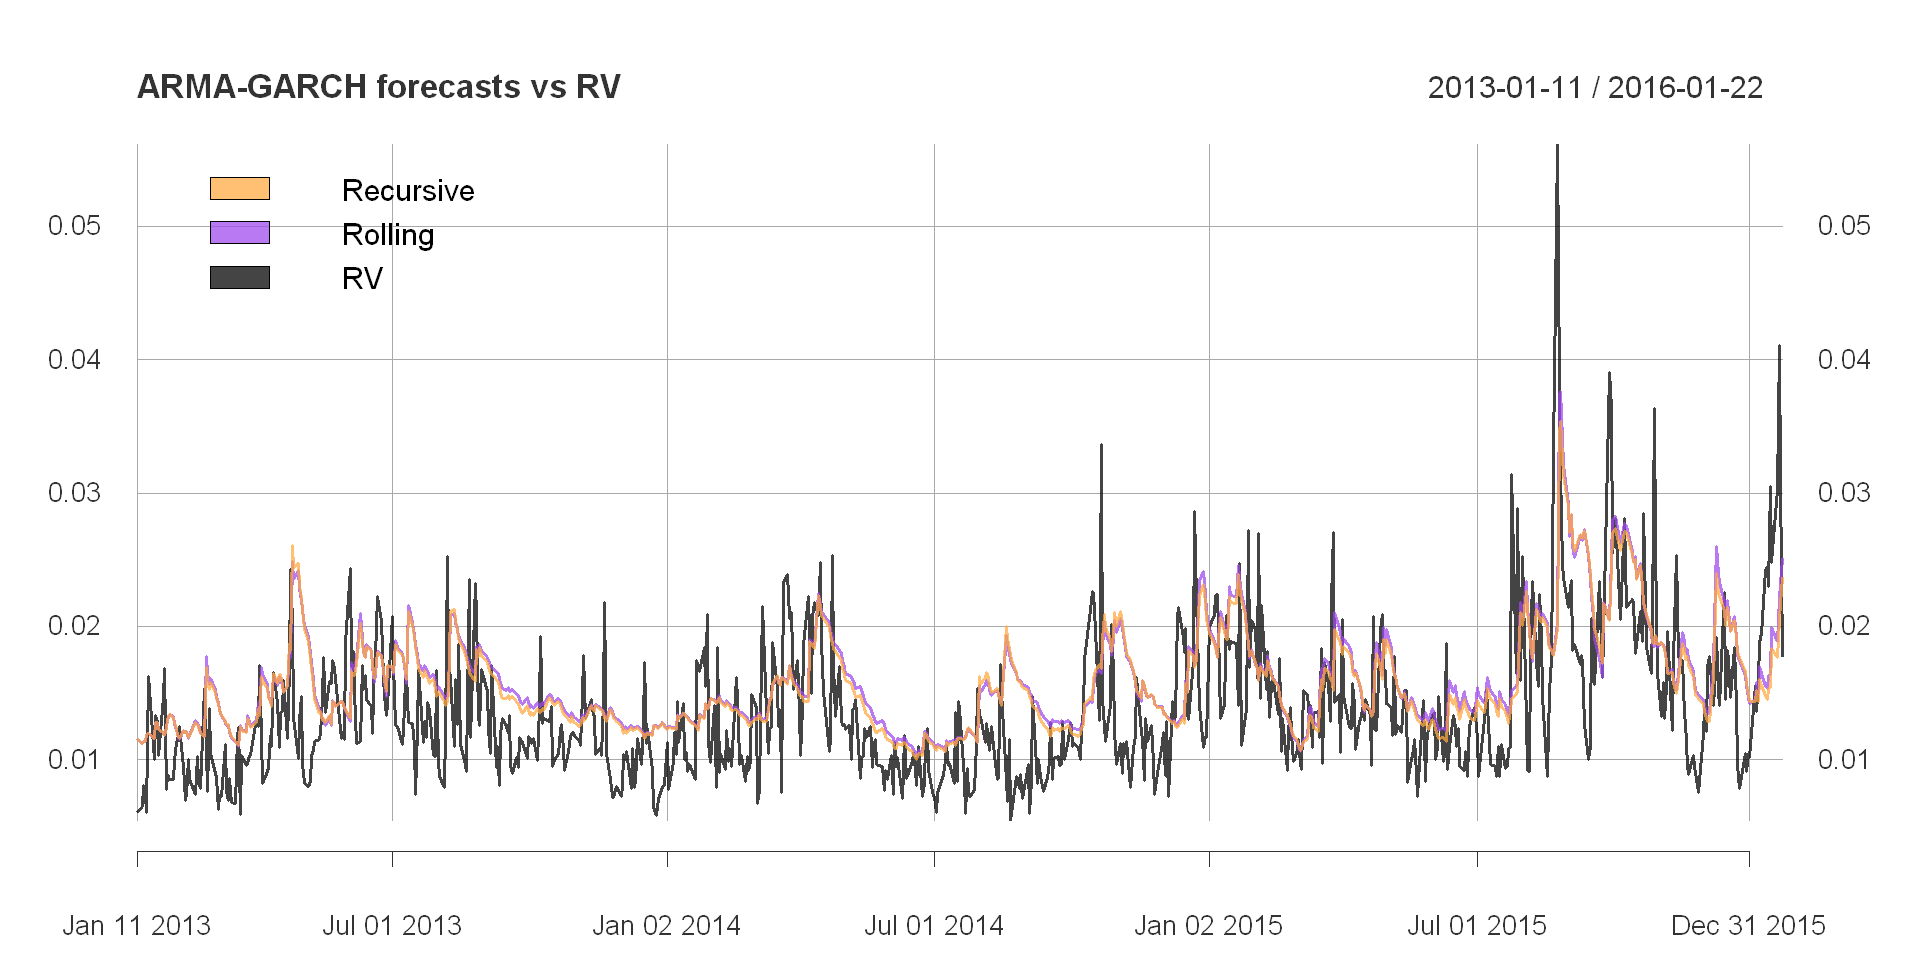 ARMA-GARCH forecasts vs RV 2013-01-11 / 2016-01-22
Recursive
0.05 Rolling 0.05
RV
0.04 0.04
0.03 0.03
0.02 0.02
0.01 0.01
Jan 11 2013 Jul 01 2013 Jan 02 2014 Jul 01 2014 Jan 02 2015 Jul 01 2015 Dec 31 2015